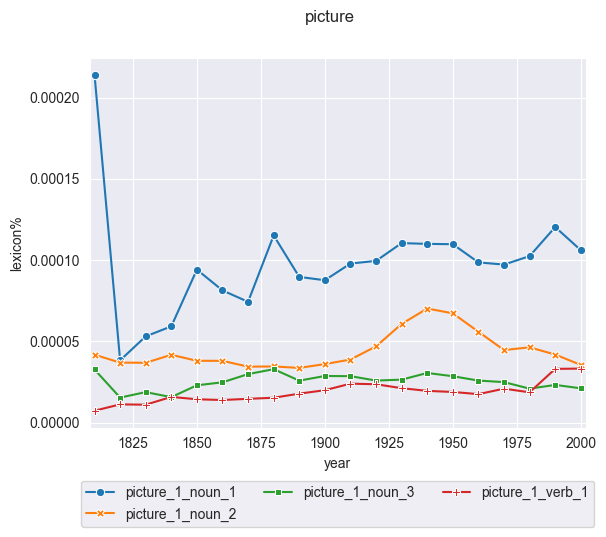 picture
0.00020
0.00015
0.00010
0.00005
0.00000
lexicon%
1825 1850 1875 1900 1925 1950 1975 2000
year
picture_1_noun_1 picture_1_noun_3 picture_1_verb_1
picture_1_noun_2